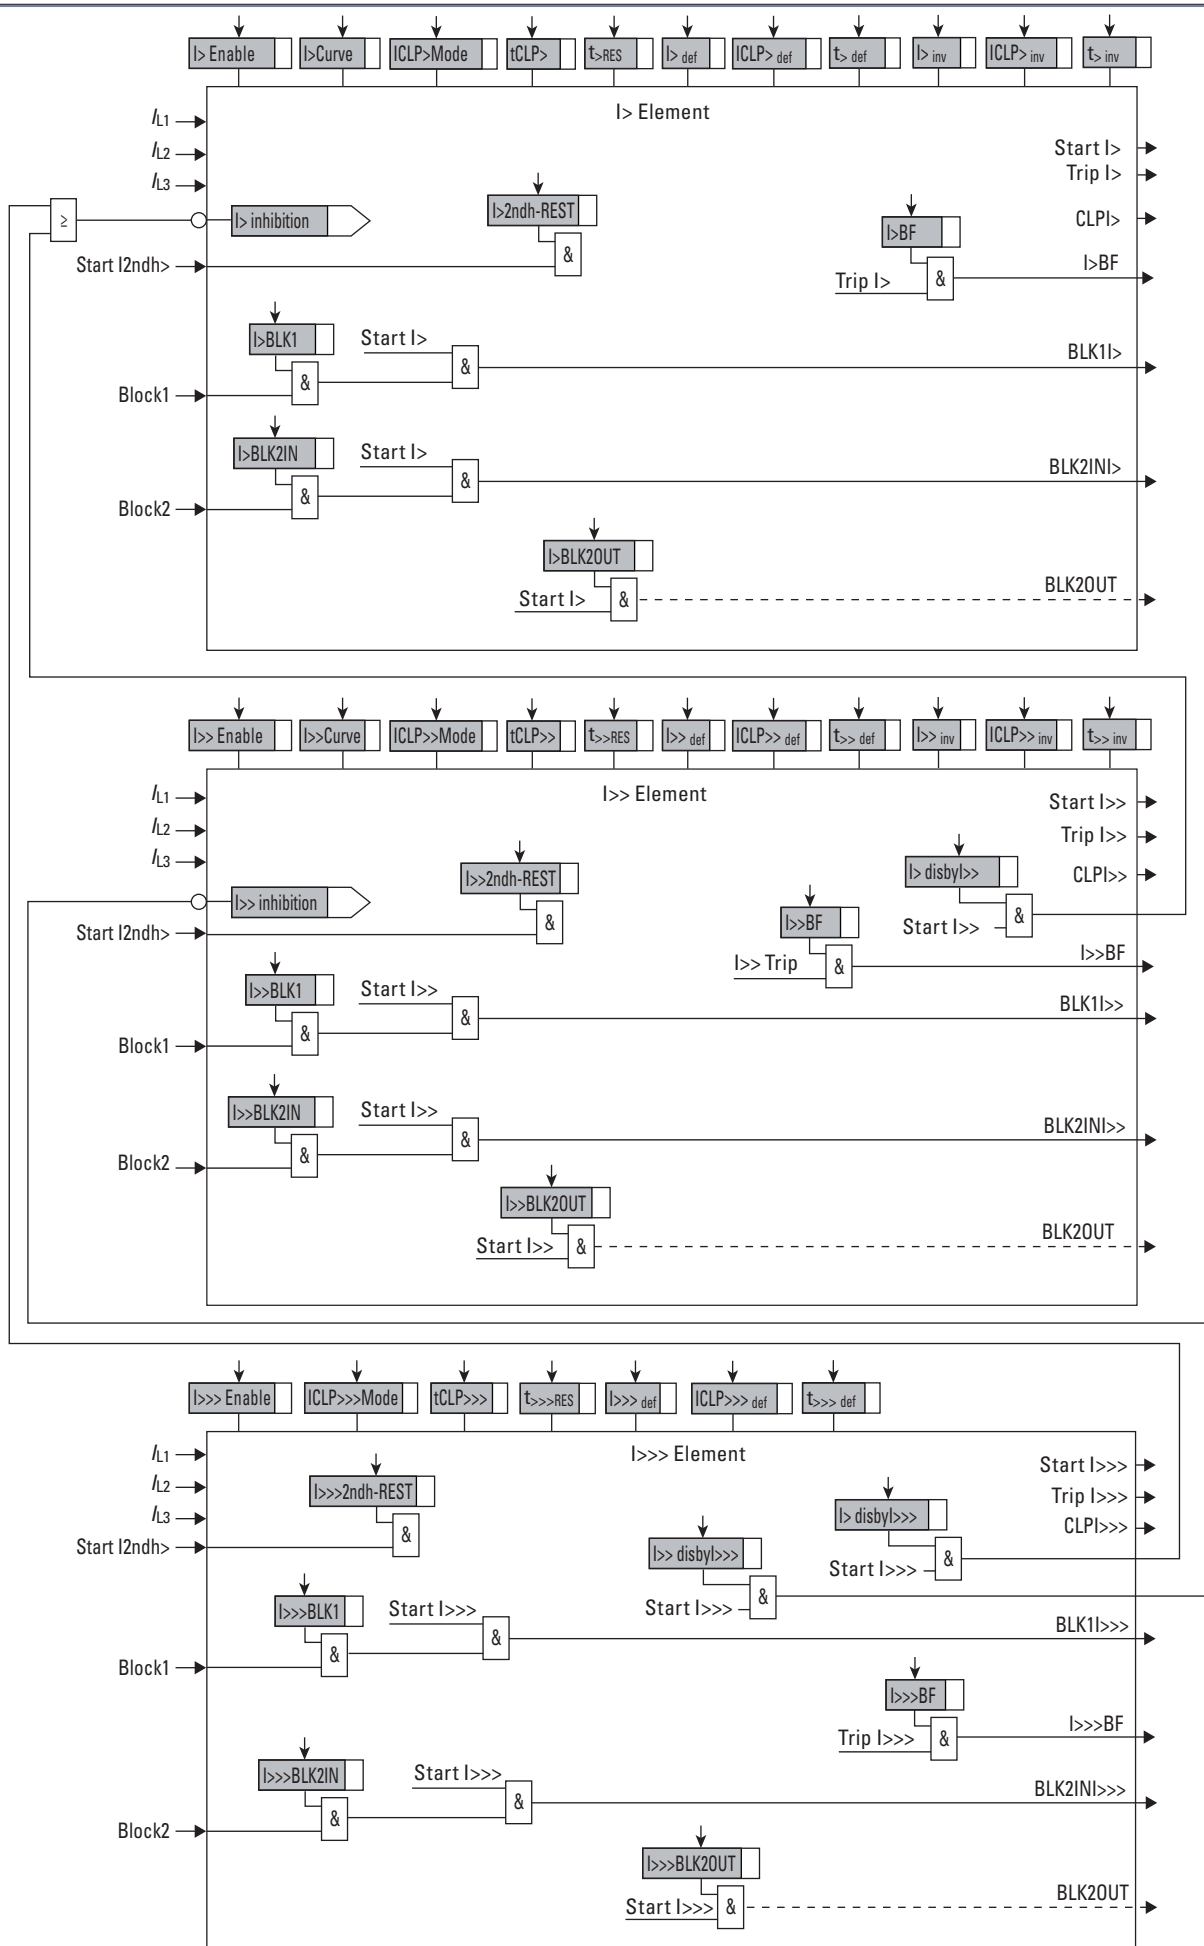 I> Enable I>Curve ICLP>Mode tCLP> t>RES I> def ICLP> def t> def I> inv ICLP> inv t> inv
I> Element
IL1
IL2
IL3
Start I>
Trip I>
CLPI>
≥
I> inhibition
I>2ndh-REST
&
Start I2ndh>
I>BF
Trip I>
&
I>BF
I>BLK1
Start I>
&
&
BLK1I>
Block1
I>BLK2IN
Start I>
&
&
BLK2INI>
Block2
I>BLK2OUT
Start I>
&
BLK2OUT
I>> Enable I>>Curve ICLP>>Mode tCLP>> t>>RES I>> def ICLP>> def t>> def I>> inv ICLP>> inv t>> inv
I>> Element
IL1
IL2
IL3
Start I>>
Trip I>>
CLPI>>
I>> inhibition
I>>2ndh-REST
&
Start I2ndh>
I> disbyI>>
Start I>>
&
I>>BF
I>> Trip
&
I>>BF
I>>BLK1
Start I>>
&
&
BLK1I>>
Block1
I>>BLK2IN
Start I>>
&
&
BLK2INI>>
Block2
I>>BLK2OUT
Start I>>
&
BLK2OUT
I>>> Enable ICLP>>>Mode tCLP>>> t>>>RES I>>> def ICLP>>> def t>>> def
I>>> Element
IL1
IL2
IL3
Start I2ndh>
Start I>>>
Trip I>>>
CLPI>>>
I>>>2ndh-REST
&
I> disbyI>>>
Start I>>>
&
I>> disbyI>>>
Start I>>>
&
I>>>BLK1
Start I>>>
&
&
BLK1I>>>
Block1
I>>>BF
Trip I>>>
&
I>>>BF
I>>>BLK2IN
Start I>>>
&
&
BLK2INI>>>
Block2
I>>>BLK2OUT
Start I>>>
&
BLK2OUT